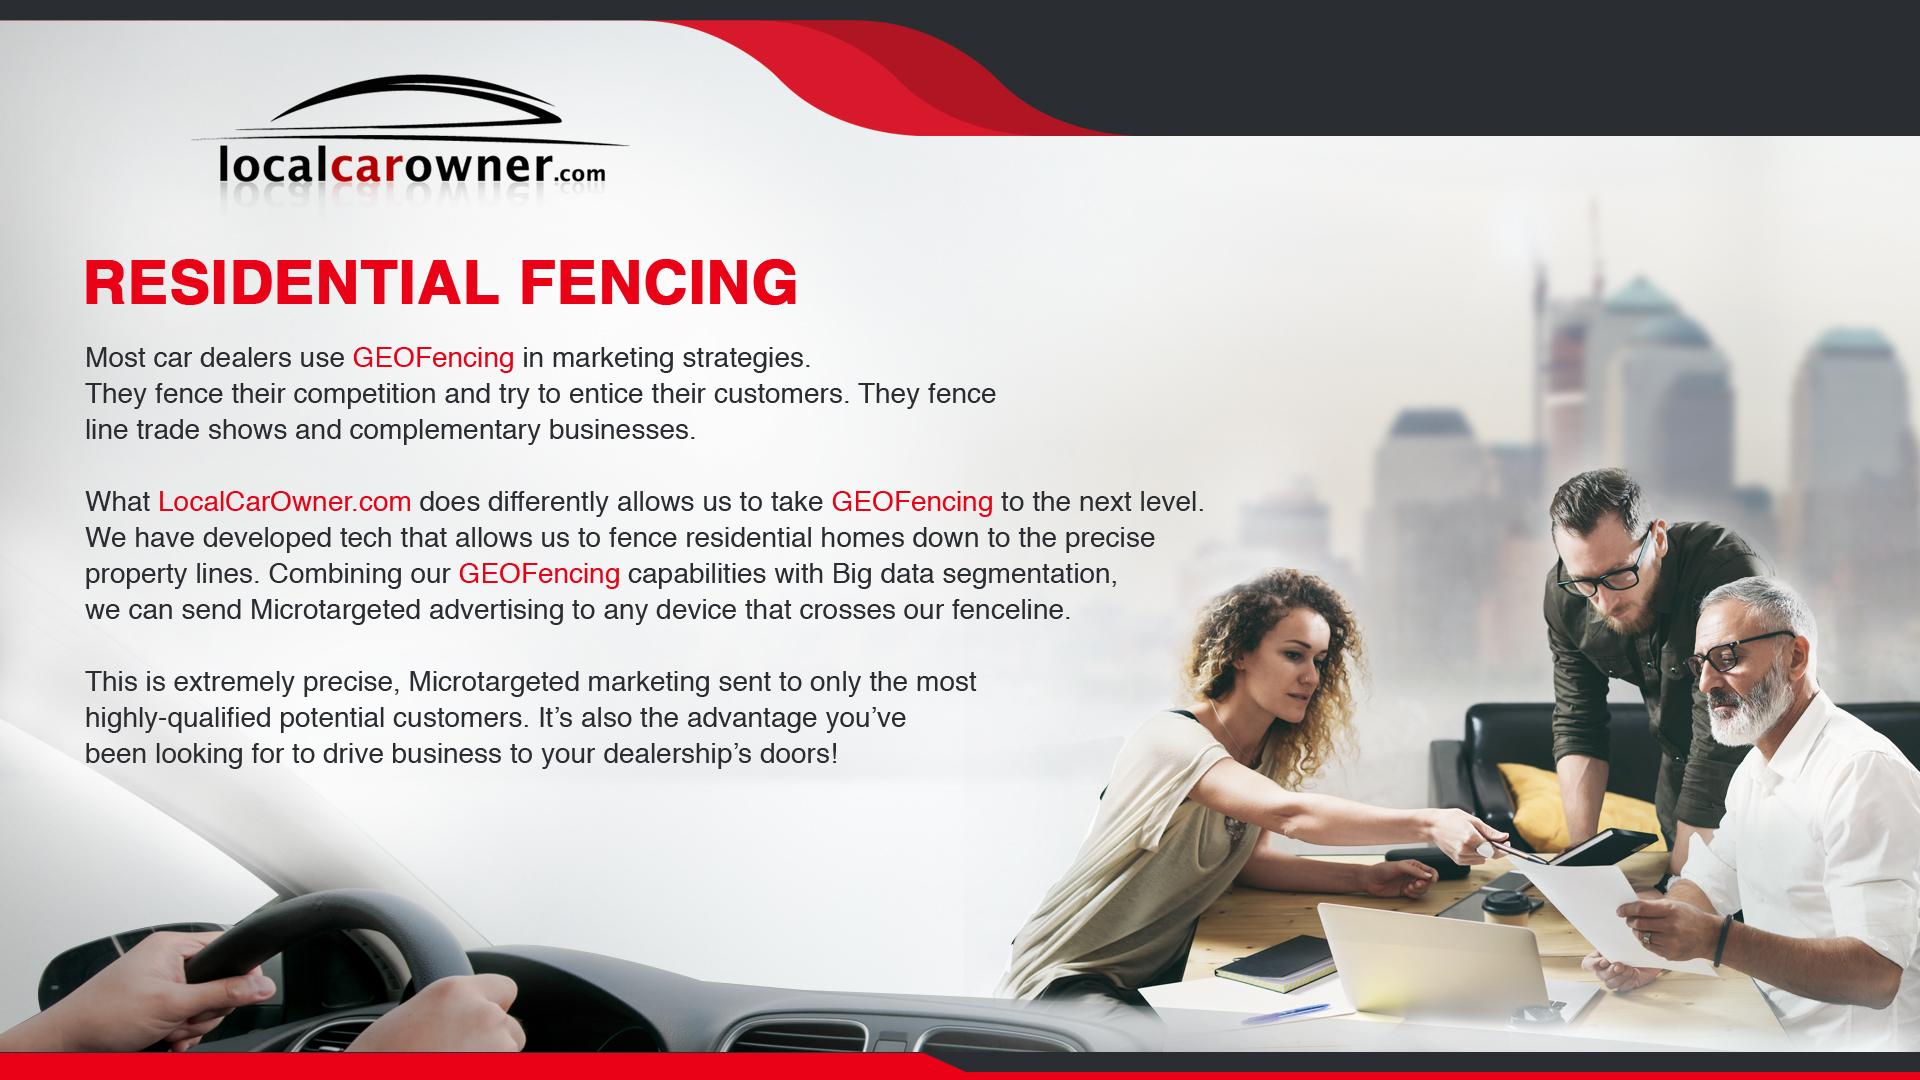 localcarowner.com
RESIDENTIAL FENCING
Most car dealers use GEOFencing in marketing strategies.
They fence their competition and try to entice their customers. They fence
line trade shows and complementary businesses.
What LocalCarOwner.com does differently allows us to take GEOFencing to the next level.
We have developed tech that allows us to fence residential homes down to the precise
property lines. Combining our GEOFencing capabilities with Big data segmentation,
we can send Microtargeted advertising to any device that crosses our fenceline.
This is extremely precise, Microtargeted marketing sent to only the most
highly-qualified potential customers. It’s also the advantage you’ve
been looking for to drive business to your dealership’s doors!